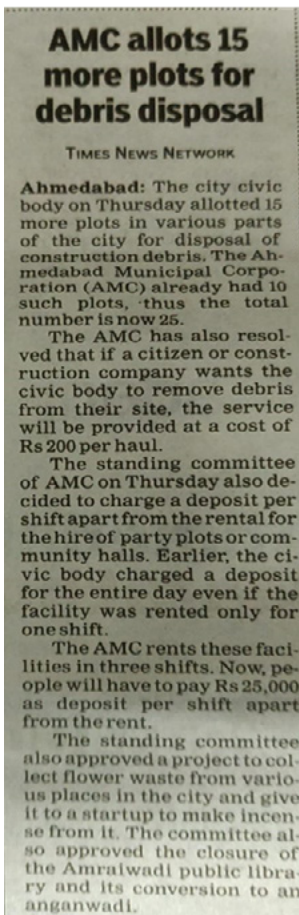 AMC allots 15
more plots for
debris disposal
TIMES NEWS NETWORK
Ahmedabad: The city civic
body on Thursday allotted 15
more plots in various parts
of the city for disposal of
construction debris. The Ah-
medabad Municipal Corpo-
ration (AMC) already had 10
such plots, thus the total
number is now 25.
The AMC has also resol-
ved that if a citizen or const-
ruction company wants the
civic body to remove debris
from their site, the service
will be provided at a cost of
Rs 200 per haul.
The standing committee
of AMC on Thursday also de-
cided to charge a deposit per
shift apart from the rental for
the hire of party plots or com-
munity halls. Earlier, the ci-
vic body charged a deposit
for the entire day even if the
facility was rented only for
one shift.
The AMC rents these faci-
lities in three shifts. Now, pe-
ople will have to pay Rs 25,000
as deposit per shift apart
from the rent.
The standing committee
also approved a project to col-
lect flower waste from vario-
us places in the city and give
it to a startup to make incen-
se from it. The committee al-
so approved the closure of
the Amraiwadi public libra-
ry and its conversion to an
anganwadi.